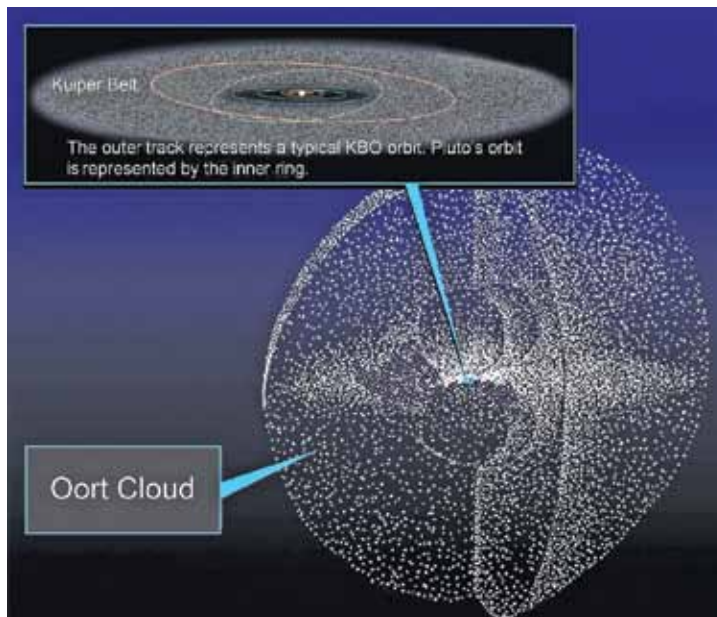 Kuiper Belt
The outer track represents a typical KBO orbit. Pluto's orbit
is represented by the inner ring.
Oort Cloud